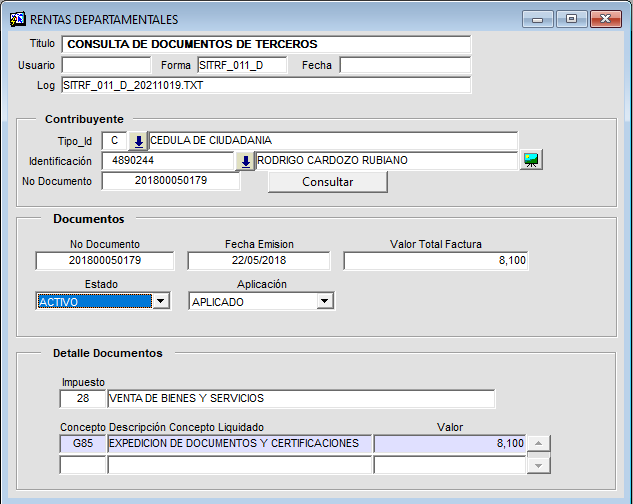 RENTAS DEPARTAMENTALES
Titulo CONSULTA DE DOCUMENTOS DE TERCEROS
Usuario Forma SITRF_011_D Fecha
Log SITRF_011_D_20211019.TXT
Contribuyente
Tipo_Id C CEDULA DE CIUDADANIA
Identificación 4890244 RODRIGO CARDOZO RUBIANO
No Documento 201800050179 Consultar
Documentos
No Documento Fecha Emision Valor Total Factura
201800050179 22/05/2018 8,100
Estado Aplicación
ACTIVO APLICADO
Detalle Documentos
Impuesto
28 VENTA DE BIENES Y SERVICIOS
Concepto Descripción Concepto Liquidado Valor
G85 EXPEDICION DE DOCUMENTOS Y CERTIFICACIONES 8,100